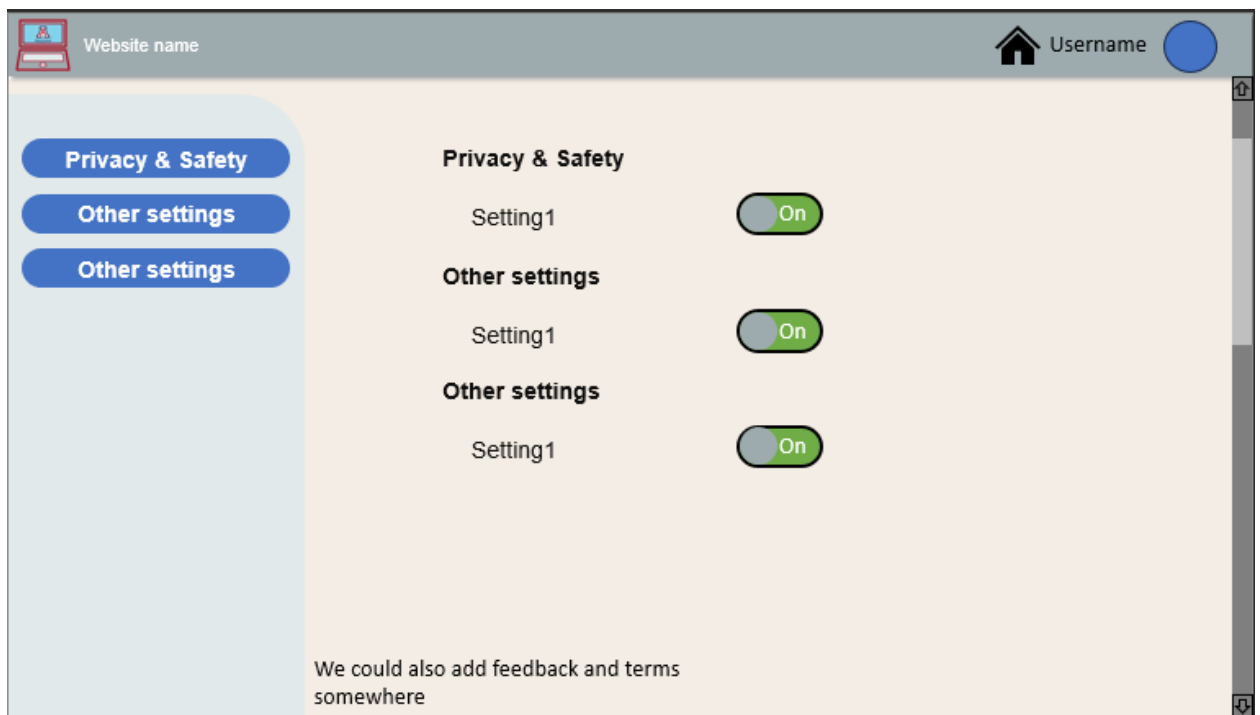 Website name
Username
Privacy & Safety
Other settings
Other settings
Privacy & Safety
Setting1
On
Other settings
Setting1
On
Other settings
Setting1
On
We could also add feedback and terms
somewhere